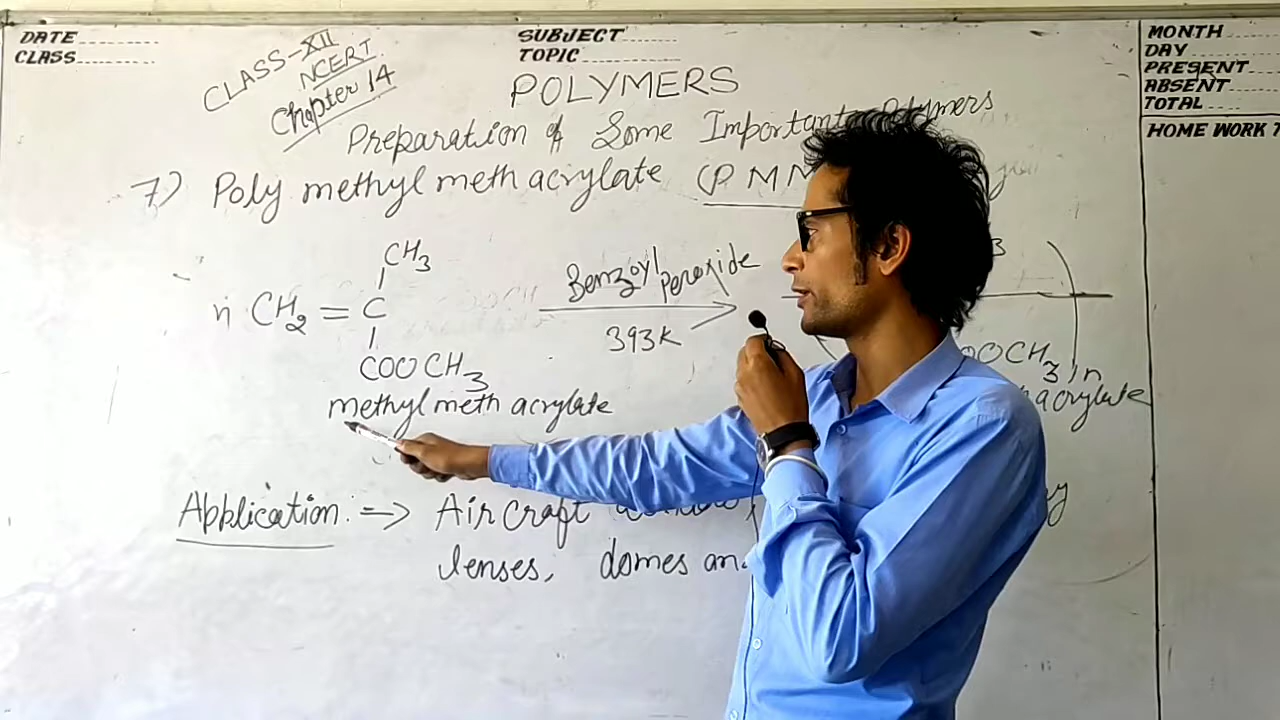 DATE
CLASS
CLASS-XII
NCERT
Chapter 14
SUBJECT
TOPIC
POLYMERS
Preparation of Some Important Polymers
7) Poly methyl meth acrylate (PMM
CH3
n CH2 = C
COOCH3
methyl meth acrylate
Benzoyl peroxide
393K
3
OCH3
n
acrylate
Application :=> Aircraft
lenses, domes an
MONTH
DAY
PRESENT
ABSENT
TOTAL
HOME WORK